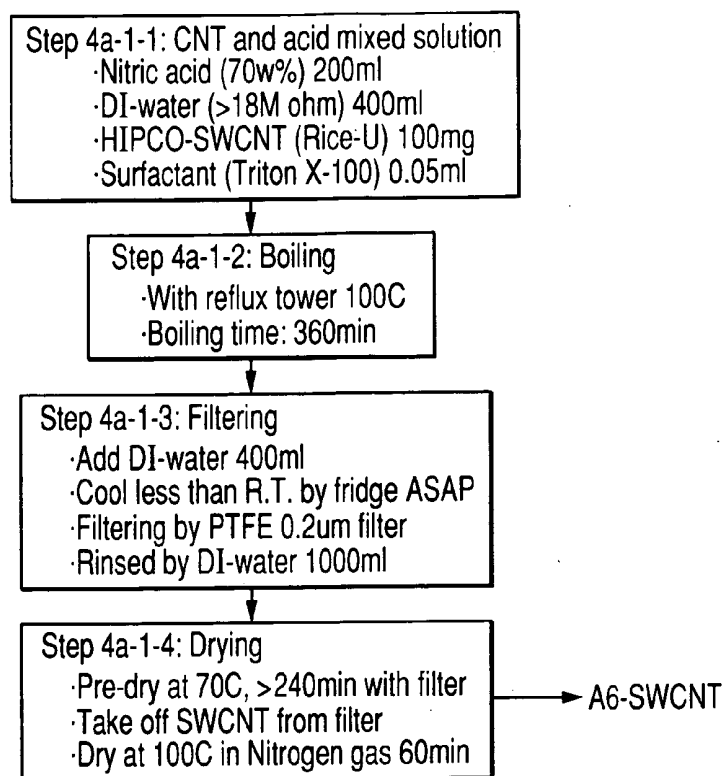 Step 4a-1-1: CNT and acid mixed solution
·Nitric acid (70w%) 200ml
·DI-water (>18M ohm) 400ml
·HIPCO-SWCNT (Rice-U) 100mg
·Surfactant (Triton X-100) 0.05ml
Step 4a-1-2: Boiling
·With reflux tower 100C
·Boiling time: 360min
Step 4a-1-3: Filtering
·Add DI-water 400ml
·Cool less than R.T. by fridge ASAP
·Filtering by PTFE 0.2um filter
·Rinsed by DI-water 1000ml
Step 4a-1-4: Drying
·Pre-dry at 70C, >240min with filter
·Take off SWCNT from filter
·Dry at 100C in Nitrogen gas 60min
A6-SWCNT